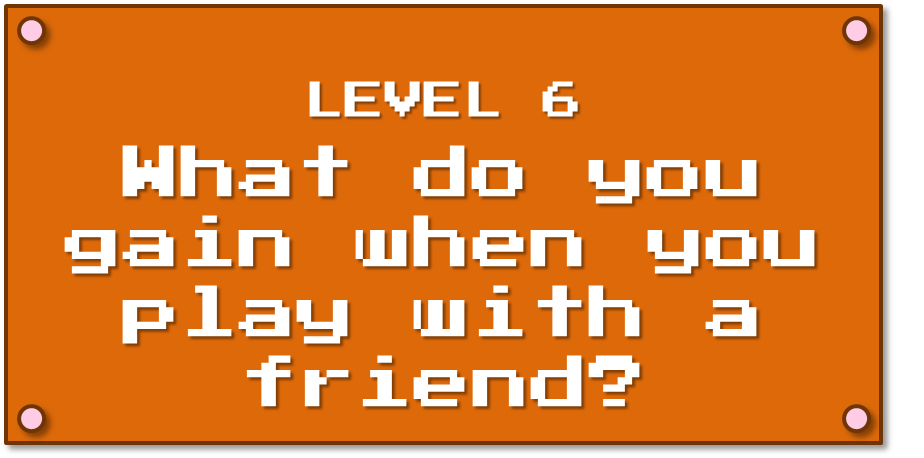 LEVEL 6
What do you
gain when you
play with a
friend?